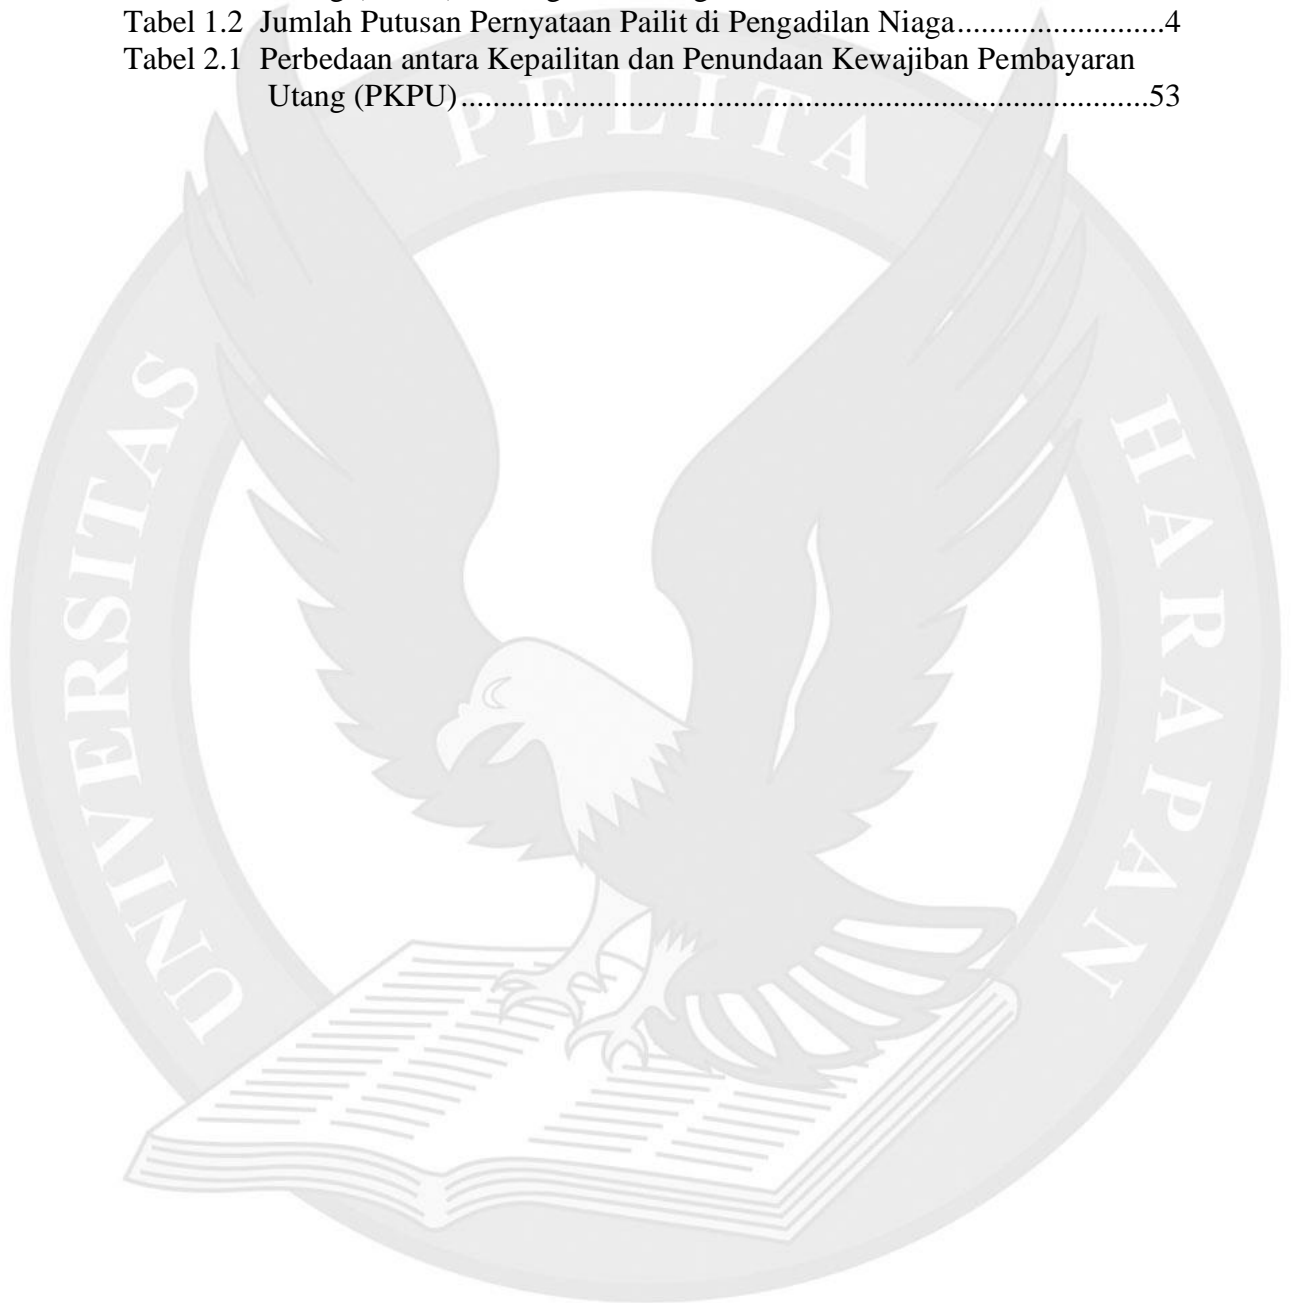 Tabel 1.2 Jumlah Putusan Pernyataan Pailit di Pengadilan Niaga..........................4
Tabel 2.1 Perbedaan antara Kepailitan dan Penundaan Kewajiban Pembayaran
Utang (PKPU).....................................................................................53
UNIVERSITAS PELITA HARAPAN